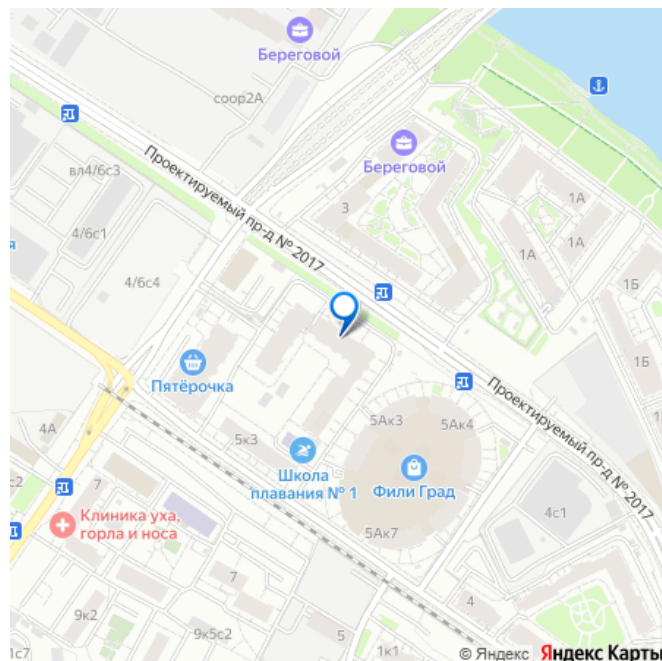 Береговой
соор2А
Проектируемый пр-д № 2017
Береговой
вл4/6с3
3
1А
1А
1А
4/6с1
я
4/6с4
1Б
1Б
Пятёрочка
Проектируемый пр-д № 2017
5Ак3
5Ак4
4А
5к3
Школа
плавания № 1
Фили Град
с2
7
Клиника уха,
горла и носа
4с1
5Ак7
7
9к2
4
9к5с2
5
1с7
1к1
© Яндекс Яндекс Карты